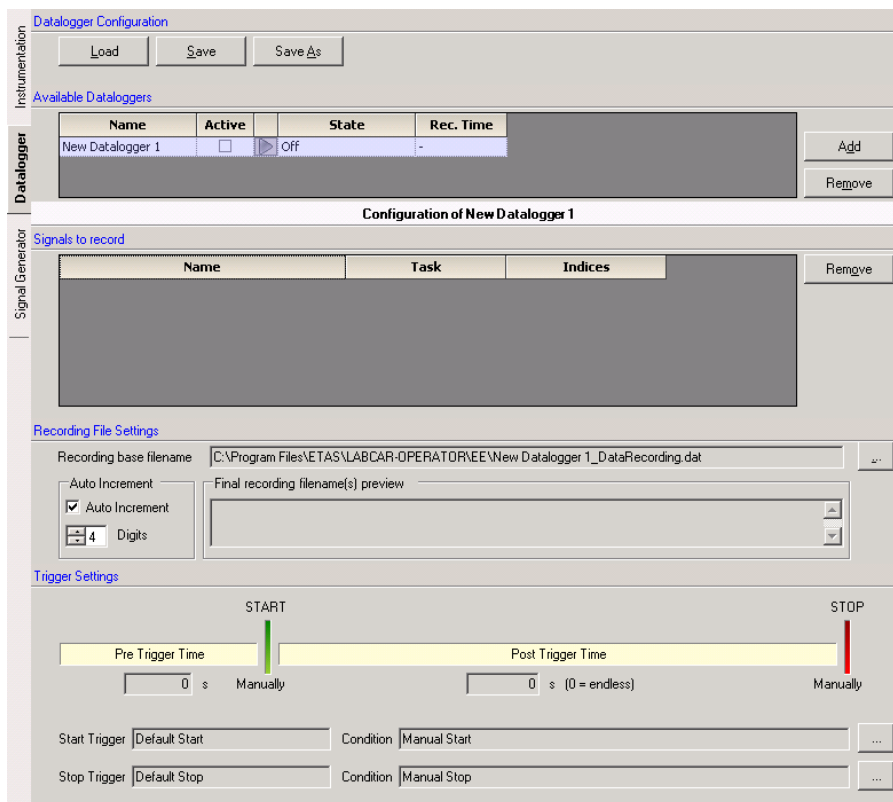 Instrumentation
Datalogger
Signal Generator
Datalogger Configuration
Load Save Save As
Available Dataloggers
Name Active State Rec. Time
New Datalogger 1 Off -
Add
Remove
Configuration of New Datalogger 1
Signals to record
Name Task Indices
Remove
Recording File Settings
Recording base filename C:\Program Files\ETAS\LABCAR-OPERATOR\EE\New Datalogger 1_DataRecording.dat ...
Auto Increment Final recording filename(s) preview
Auto Increment
4 Digits
Trigger Settings
START STOP
Pre Trigger Time Post Trigger Time
0 s Manually 0 s (0 = endless) Manually
Start Trigger Default Start Condition Manual Start ...
Stop Trigger Default Stop Condition Manual Stop ...